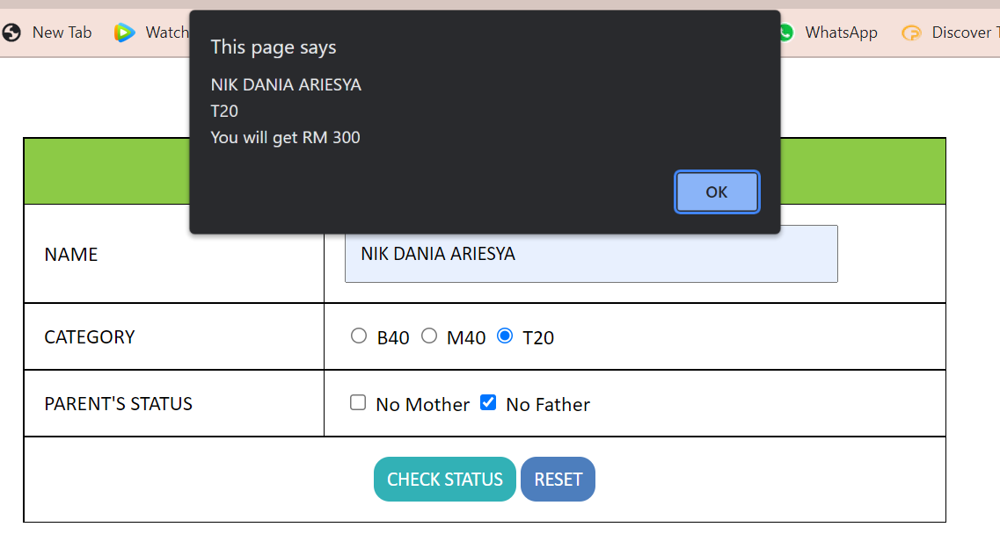 New Tab
Watch
WhatsApp
Discover T
This page says
NIK DANIA ARIESYA
T20
You will get RM 300
OK
NAME
NIK DANIA ARIESYA
CATEGORY
B40 M40 T20
PARENT'S STATUS
No Mother No Father
CHECK STATUS RESET